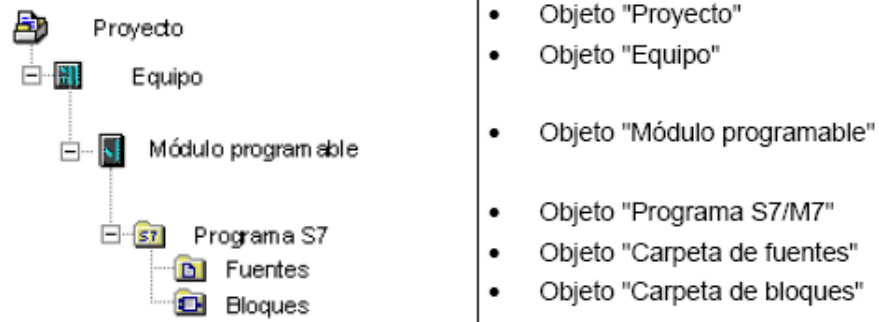 Proyecto
Equipo
Módulo programable
Programa S7
S7
Fuentes
Bloques
• Objeto "Proyecto"
• Objeto "Equipo"
• Objeto "Módulo programable"
• Objeto "Programa S7/M7"
• Objeto "Carpeta de fuentes"
• Objeto "Carpeta de bloques"